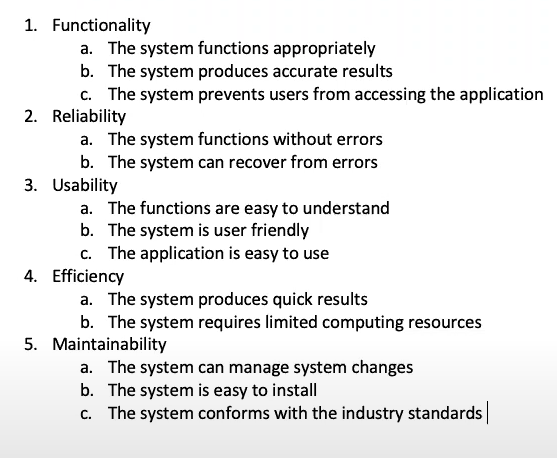 1. Functionality
a. The system functions appropriately
b. The system produces accurate results
c. The system prevents users from accessing the application
2. Reliability
a. The system functions without errors
b. The system can recover from errors
3. Usability
a. The functions are easy to understand
b. The system is user friendly
c. The application is easy to use
4. Efficiency
a. The system produces quick results
b. The system requires limited computing resources
5. Maintainability
a. The system can manage system changes
b. The system is easy to install
c. The system conforms with the industry standards